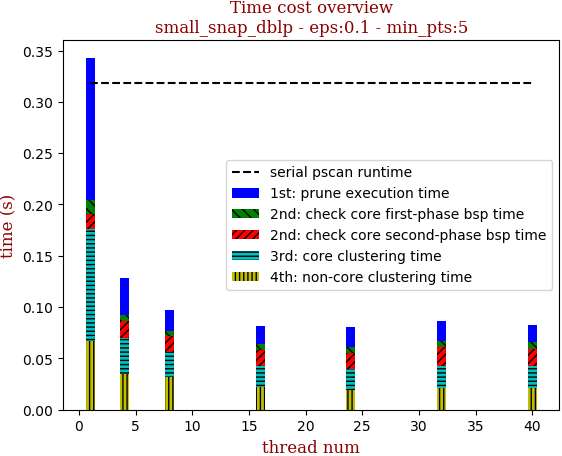 Time cost overview
small_snap_dblp - eps:0.1 - min_pts:5
0.35
0.30
0.25
0.20
0.15
0.10
0.05
0.00
time (s)
serial pscan runtime
1st: prune execution time
2nd: check core first-phase bsp time
2nd: check core second-phase bsp time
3rd: core clustering time
4th: non-core clustering time
0 5 10 15 20 25 30 35 40
thread num